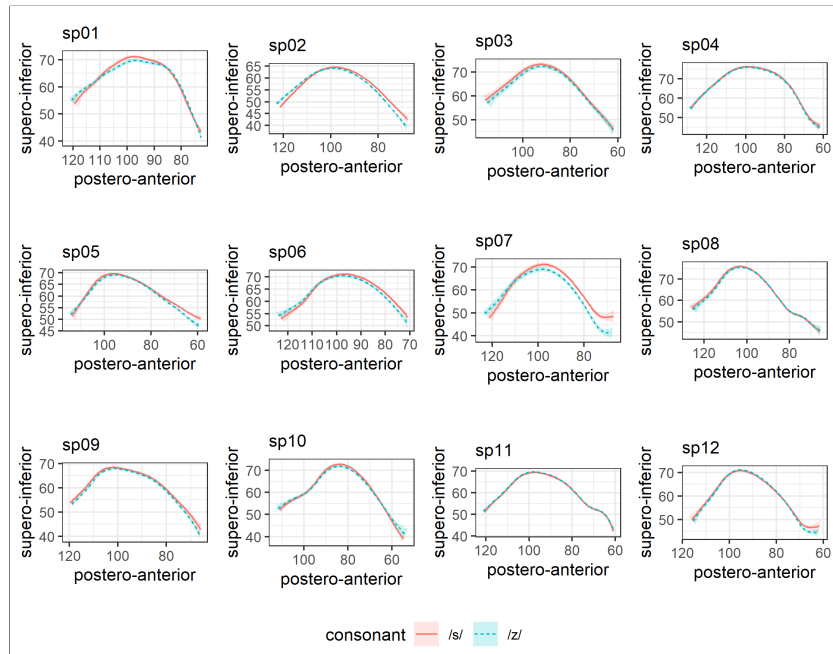 sp01
supero-inferior
70
60
50
40
120 110 100 90 80
postero-anterior
sp02
supero-inferior
65
60
55
50
45
40
120 100 80
postero-anterior
sp03
supero-inferior
70
60
50
100 80 60
postero-anterior
sp04
supero-inferior
70
60
50
120 100 80
postero-anterior
sp05
supero-inferior
70
65
60
55
50
45
100 80 60
postero-anterior
sp06
supero-inferior
70
65
60
55
50
120 110 100 90 80 70
postero-anterior
sp07
supero-inferior
70
60
50
40
120 100 80
postero-anterior
sp08
supero-inferior
70
60
50
120 100 80
postero-anterior
sp09
supero-inferior
70
60
50
40
120 100 80
postero-anterior
sp10
supero-inferior
70
60
50
40
100 80 60
postero-anterior
sp11
supero-inferior
70
60
50
40
120 100 80 60
postero-anterior
sp12
supero-inferior
70
60
50
120 100 80 60
postero-anterior
consonant /s/ /z/